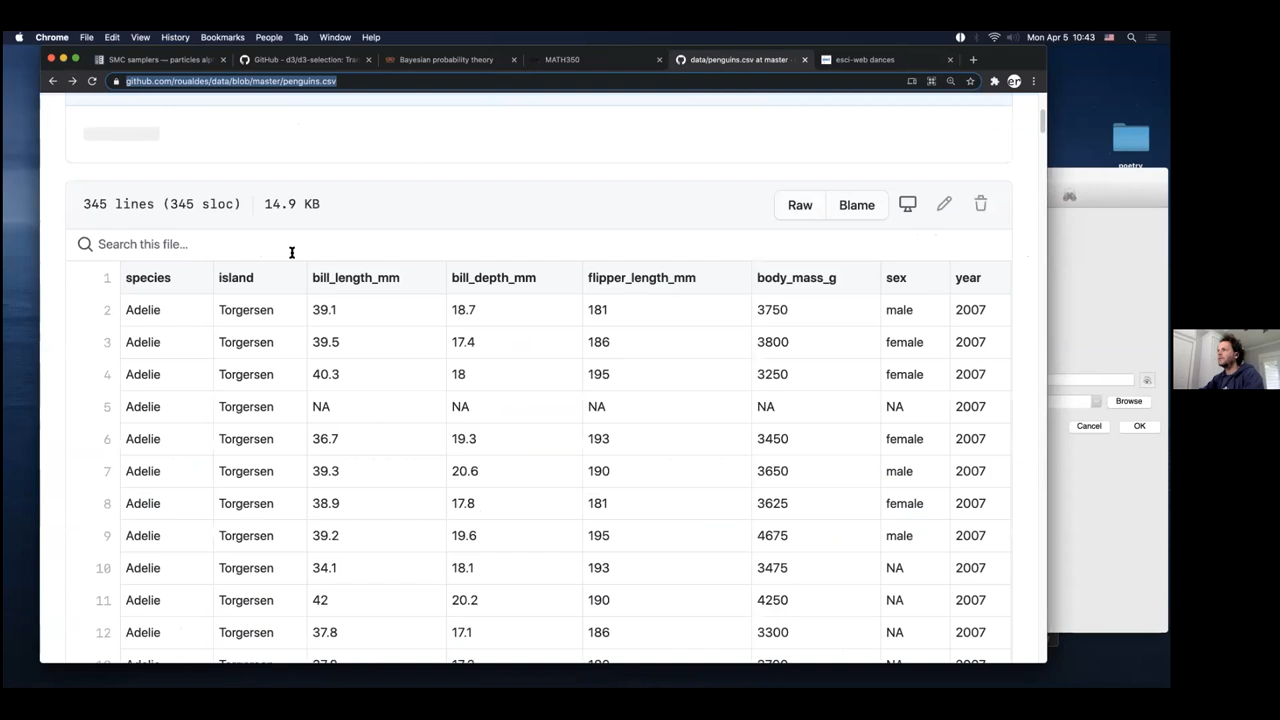 Chrome File Edit View History Bookmarks People Tab Window Help Mon Apr 5 10:43
SMC samplers — particles alp GitHub - d3/d3-selection: Tra Bayesian probability theory MATH350 data/penguins.csv at master · esci-web dances
github.com/roualdes/data/blob/master/penguins.csv er
poetry
345 lines (345 sloc) 14.9 KB Raw Blame
Search this file...
1 species island bill_length_mm bill_depth_mm flipper_length_mm body_mass_g sex year
2 Adelie Torgersen 39.1 18.7 181 3750 male 2007
3 Adelie Torgersen 39.5 17.4 186 3800 female 2007
4 Adelie Torgersen 40.3 18 195 3250 female 2007
5 Adelie Torgersen NA NA NA NA NA 2007
6 Adelie Torgersen 36.7 19.3 193 3450 female 2007
7 Adelie Torgersen 39.3 20.6 190 3650 male 2007
8 Adelie Torgersen 38.9 17.8 181 3625 female 2007
9 Adelie Torgersen 39.2 19.6 195 4675 male 2007
10 Adelie Torgersen 34.1 18.1 193 3475 NA 2007
11 Adelie Torgersen 42 20.2 190 4250 NA 2007
12 Adelie Torgersen 37.8 17.1 186 3300 NA 2007
Browse
Cancel OK